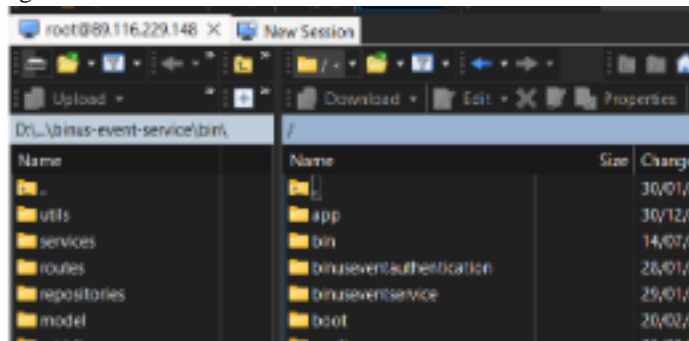 root@89.116.229.148 × New Session
/
Upload Download Edit Properties
D:\...\binus-event-service\bin\ /
Name Name Size Change
.. .. 30/01/
utils app 30/12/
services bin 14/07/
routes binuseventauthentication 28/01/
repositories binuseventservice 29/01/
model boot 20/02/